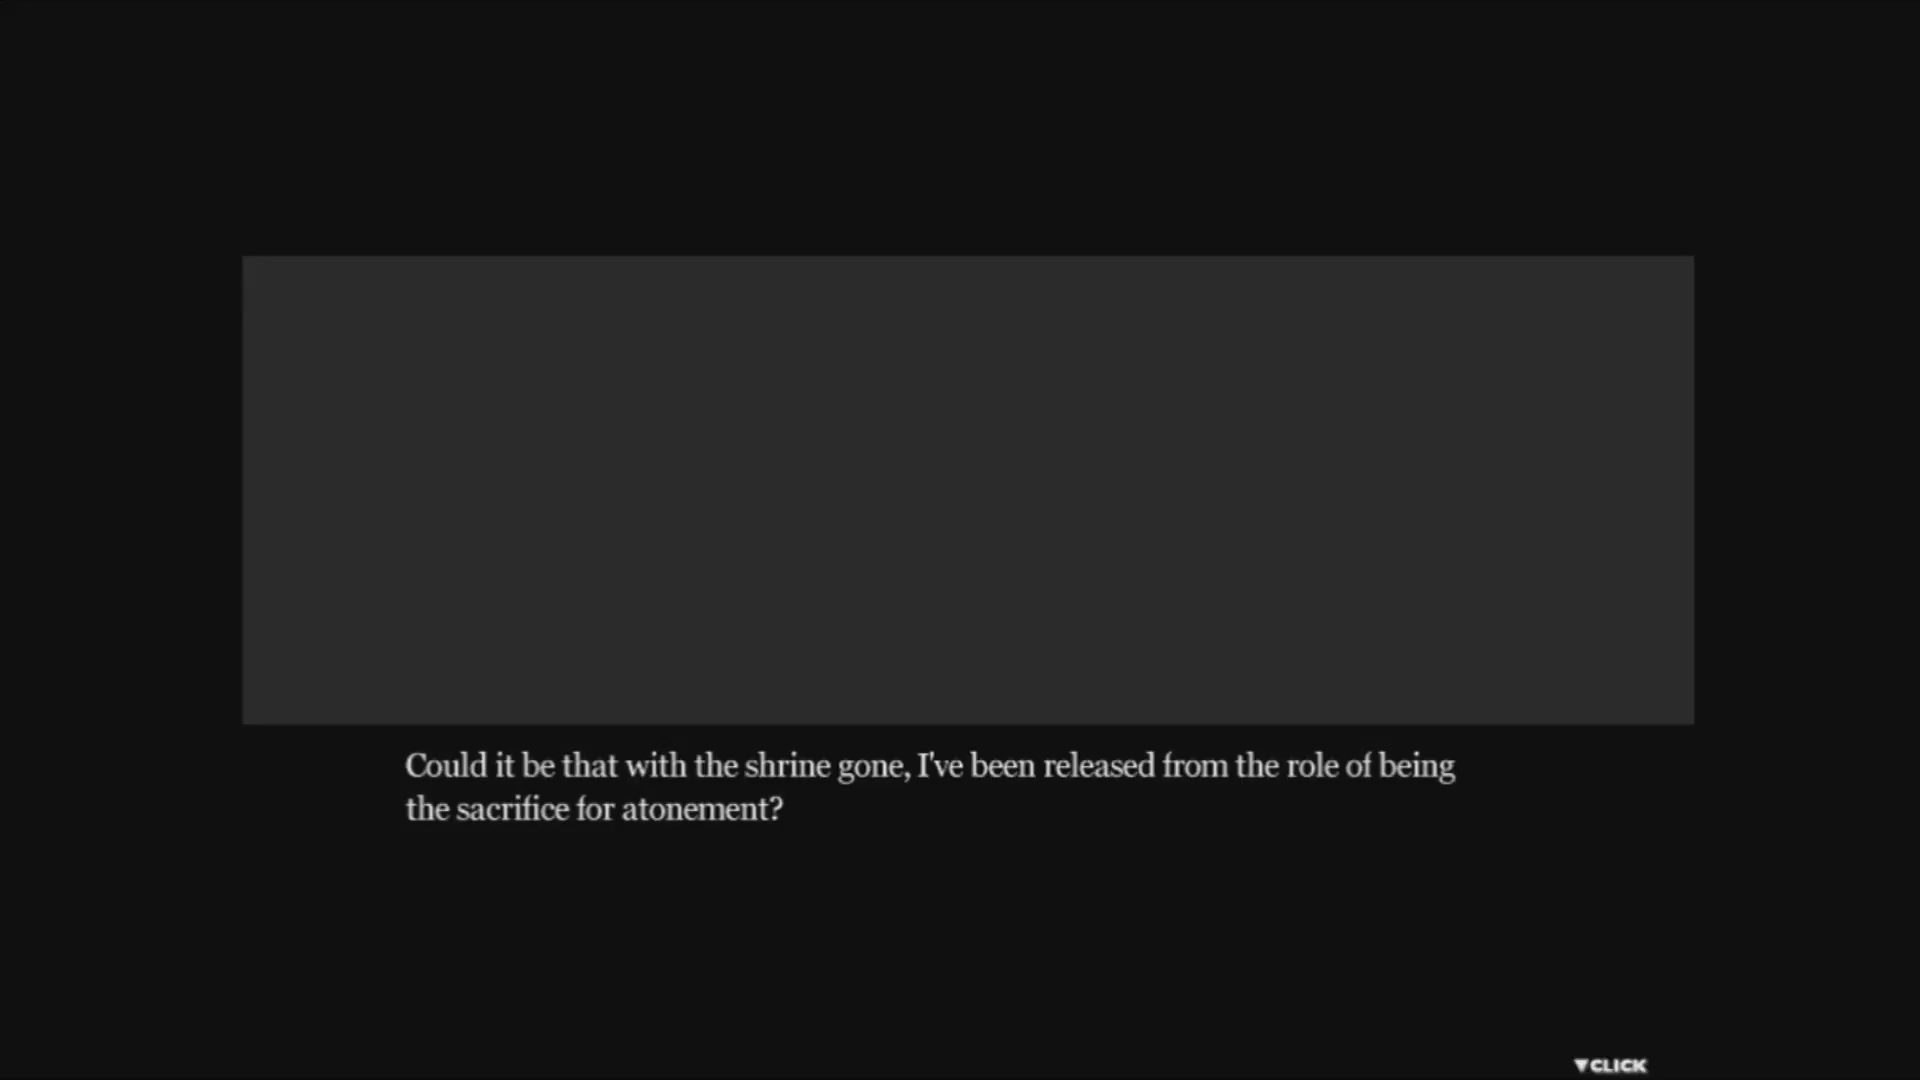 Could it be that with the shrine gone, I've been released from the role of being
the sacrifice for atonement?
▼CLICK